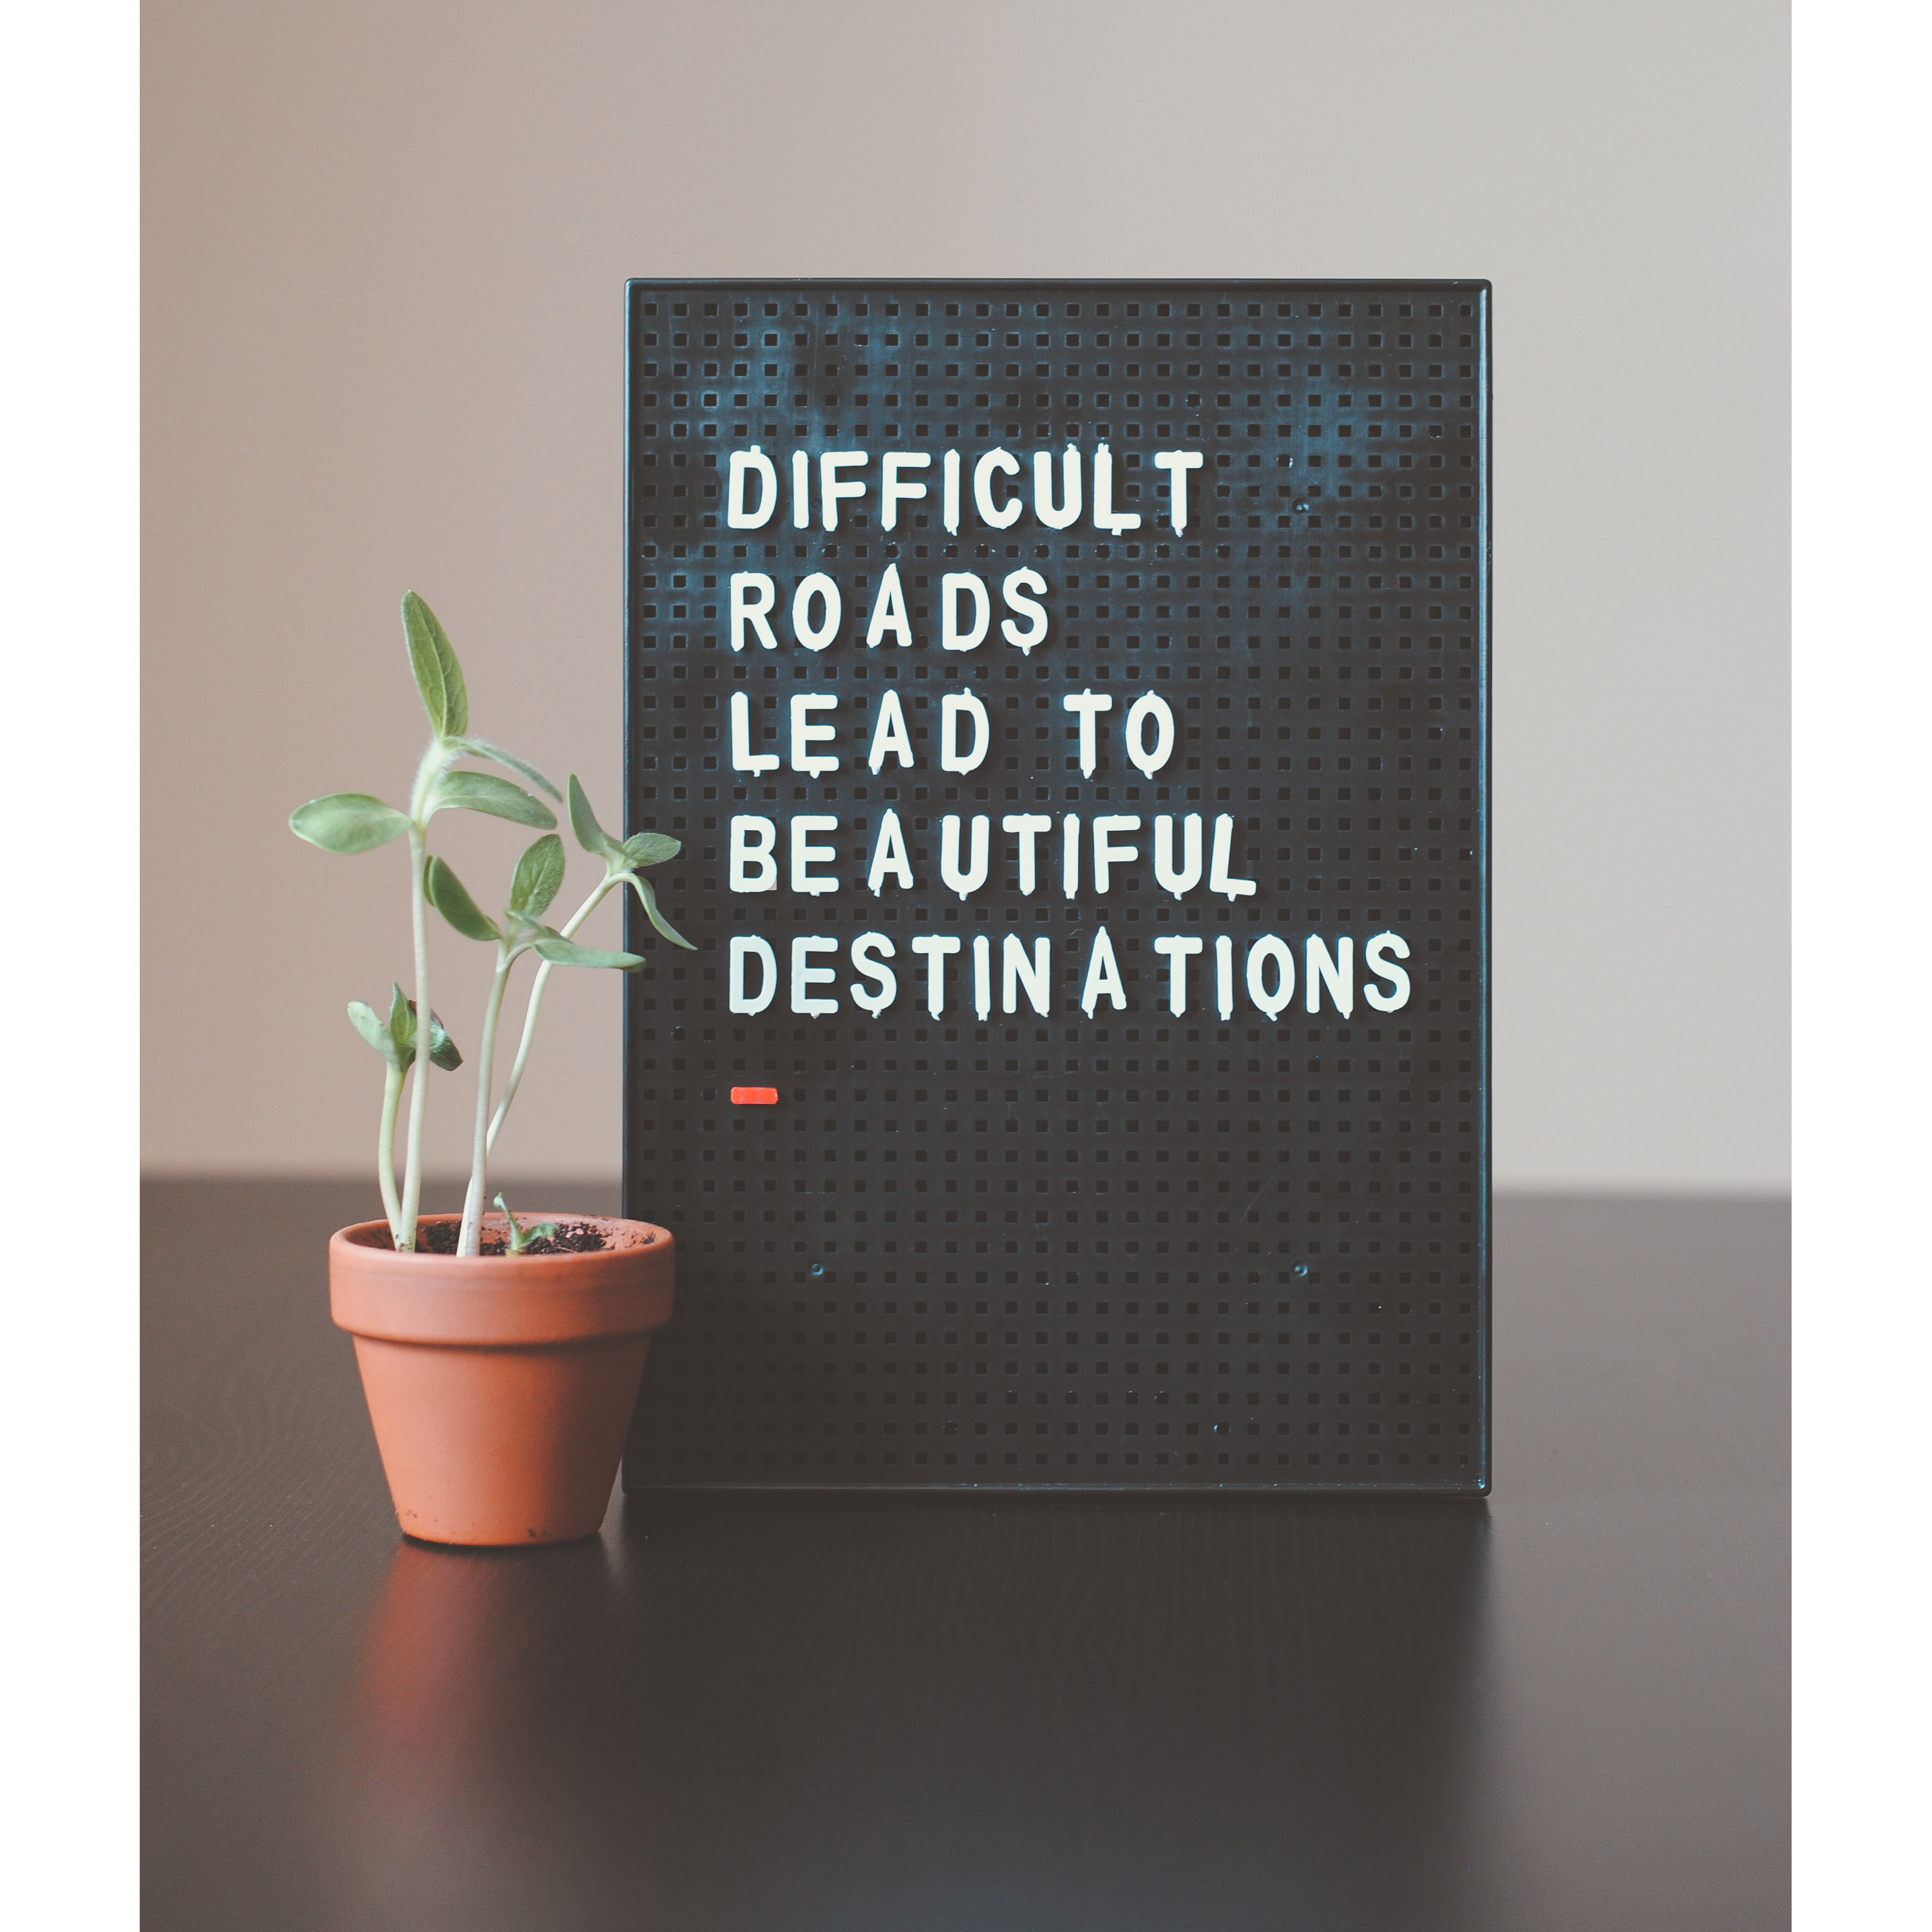 DIFFICULT
ROADS
LEAD TO
BEAUTIFUL
DESTINATIONS